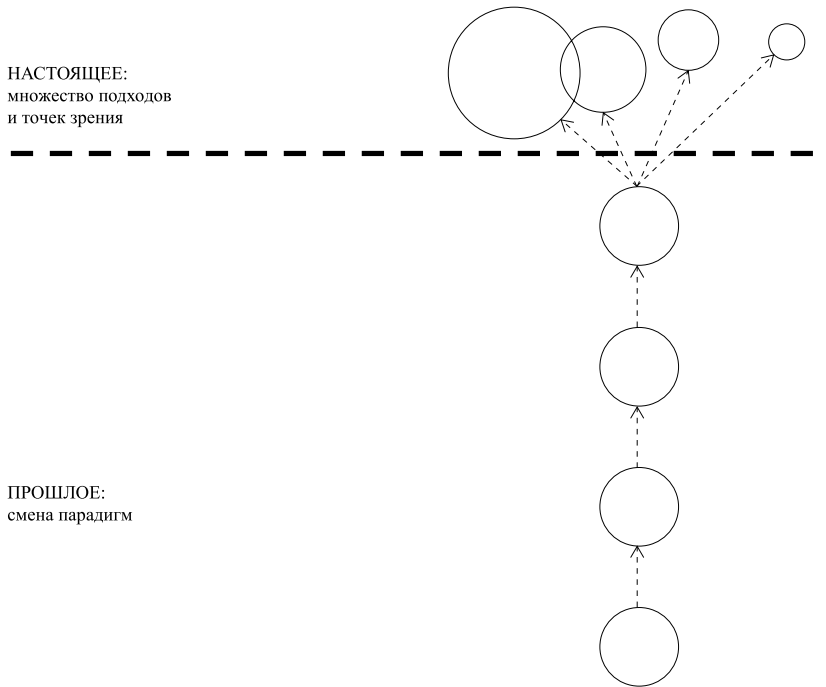 НАСТОЯЩЕЕ:
множество подходов
и точек зрения
ПРОШЛОЕ:
смена парадигм